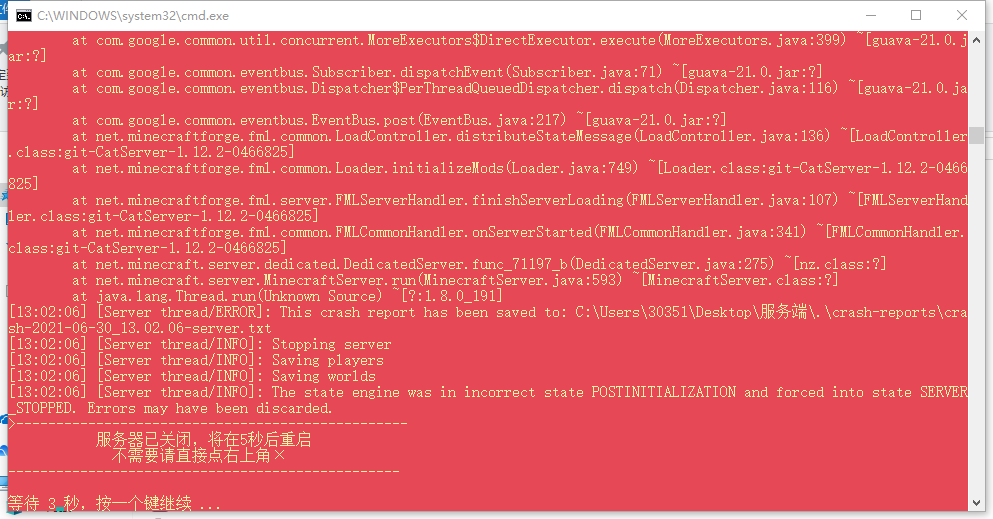 C:\WINDOWS\system32\cmd.exe
at com.google.common.util.concurrent.MoreExecutors$DirectExecutor.execute(MoreExecutors.java:399) ~[guava-21.0.j
ar:?]
at com.google.common.eventbus.Subscriber.dispatchEvent(Subscriber.java:71) ~[guava-21.0.jar:?]
at com.google.common.eventbus.Dispatcher$PerThreadQueuedDispatcher.dispatch(Dispatcher.java:116) ~[guava-21.0.ja
r:?]
at com.google.common.eventbus.EventBus.post(EventBus.java:217) ~[guava-21.0.jar:?]
at net.minecraftforge.fml.common.LoadController.distributeStateMessage(LoadController.java:136) ~[LoadController
.class:git-CatServer-1.12.2-0466825]
at net.minecraftforge.fml.common.Loader.initializeMods(Loader.java:749) ~[Loader.class:git-CatServer-1.12.2-0466
825]
at net.minecraftforge.fml.server.FMLServerHandler.finishServerLoading(FMLServerHandler.java:107) ~[FMLServerHand
ler.class:git-CatServer-1.12.2-0466825]
at net.minecraftforge.fml.common.FMLCommonHandler.onServerStarted(FMLCommonHandler.java:341) ~[FMLCommonHandler.
class:git-CatServer-1.12.2-0466825]
at net.minecraft.server.dedicated.DedicatedServer.func_71197_b(DedicatedServer.java:275) ~[nz.class:?]
at net.minecraft.server.MinecraftServer.run(MinecraftServer.java:593) ~[MinecraftServer.class:?]
at java.lang.Thread.run(Unknown Source) ~[?:1.8.0_191]
[13:02:06] [Server thread/ERROR]: This crash report has been saved to: C:\Users\30351\Desktop\服务端\.\crash-reports\cra
sh-2021-06-30_13.02.06-server.txt
[13:02:06] [Server thread/INFO]: Stopping server
[13:02:06] [Server thread/INFO]: Saving players
[13:02:06] [Server thread/INFO]: Saving worlds
[13:02:06] [Server thread/INFO]: The state engine was in incorrect state POSTINITIALIZATION and forced into state SERVER
_STOPPED. Errors may have been discarded.
>------------------------------------------------
服务器已关闭，将在5秒后重启
不需要请直接点右上角×
------------------------------------------------
等待 3 秒，按一个键继续 ...